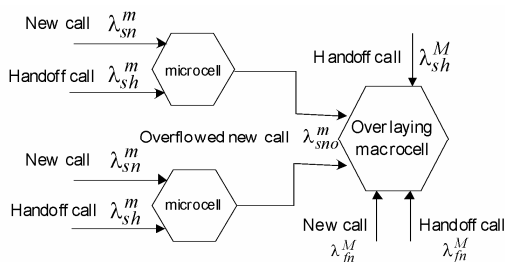 New call λ_sn^m
Handoff call λ_sh^m
microcell
Handoff call λ_sh^M
Overflowed new call λ_sno^m
Overlaying
macrocell
New call λ_sn^m
Handoff call λ_sh^m
microcell
New call
λ_fn^M
Handoff call
λ_fn^M